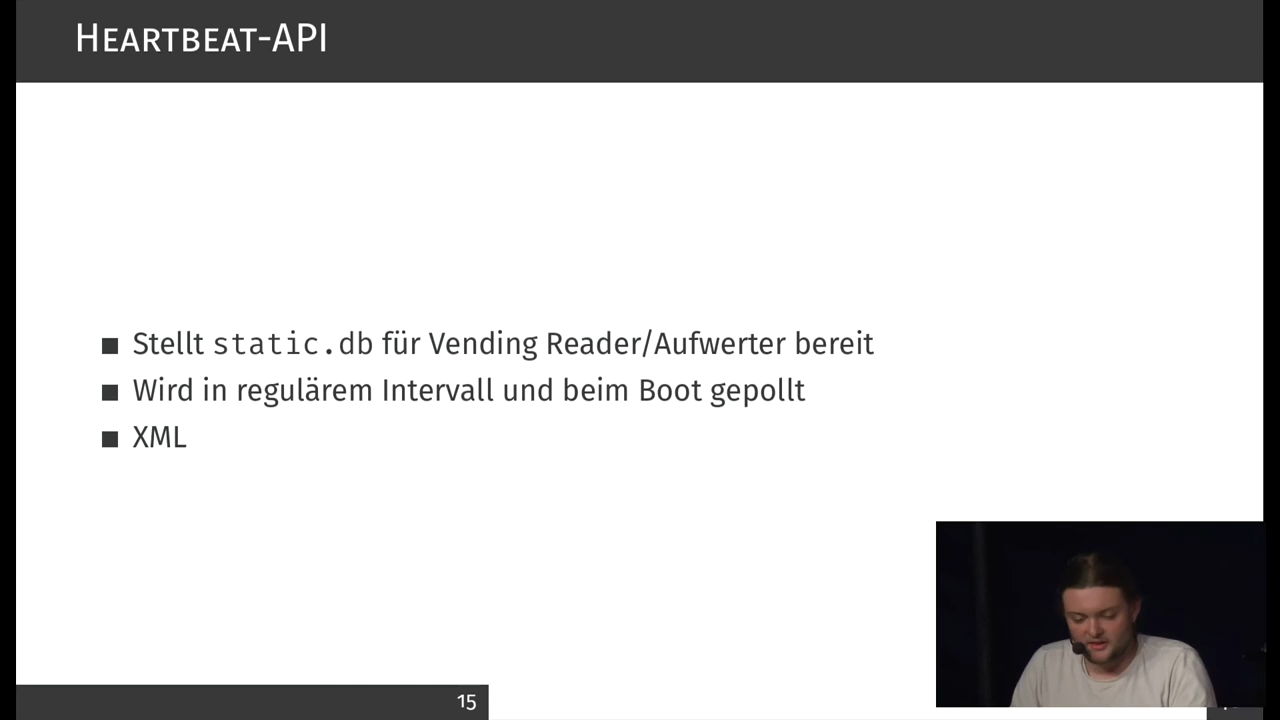 Heartbeat-API
Stellt static.db für Vending Reader/Aufwerter bereit
Wird in regulärem Intervall und beim Boot gepollt
XML
15